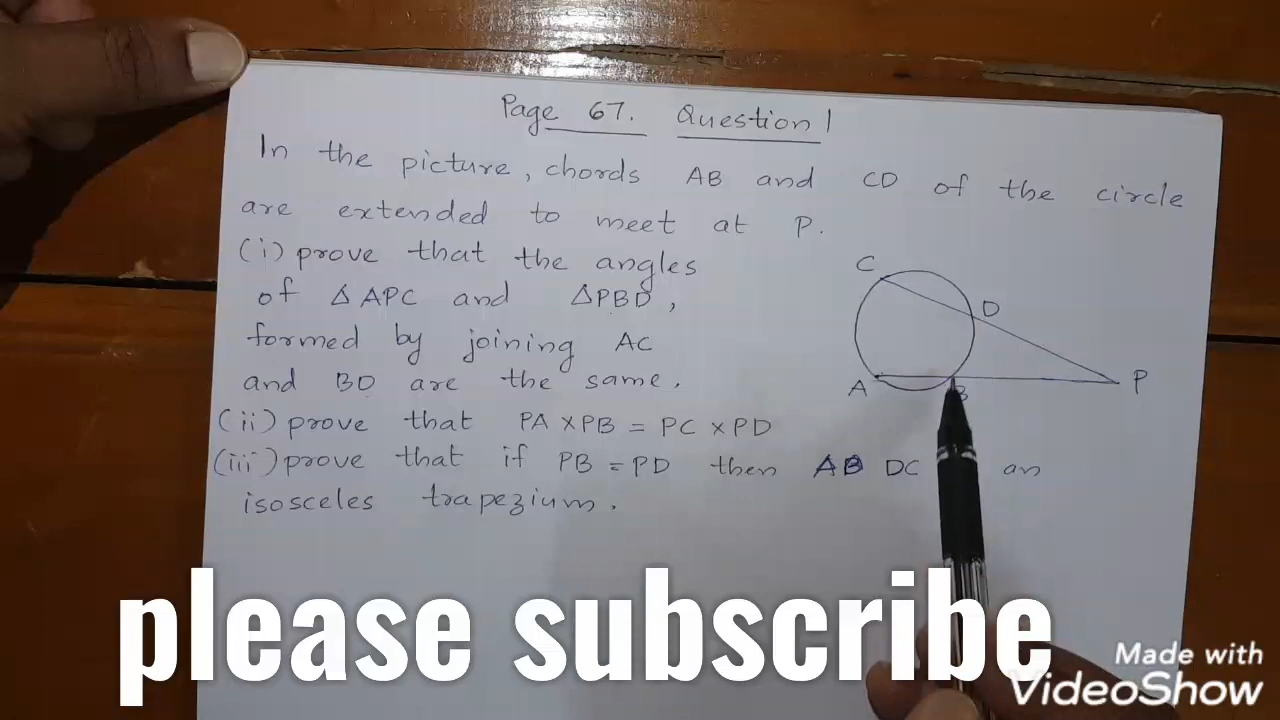 Page 67. Question 1
In the picture, chords AB and CD of the circle
are extended to meet at P.
(i) prove that the angles
of △APC and △PBD,
formed by joining AC
and BD are the same.
(ii) prove that PA × PB = PC × PD
(iii) prove that if PB = PD then AB DC an
isosceles trapezium.
C
D
A
B
P
please subscribe
Made with
VideoShow